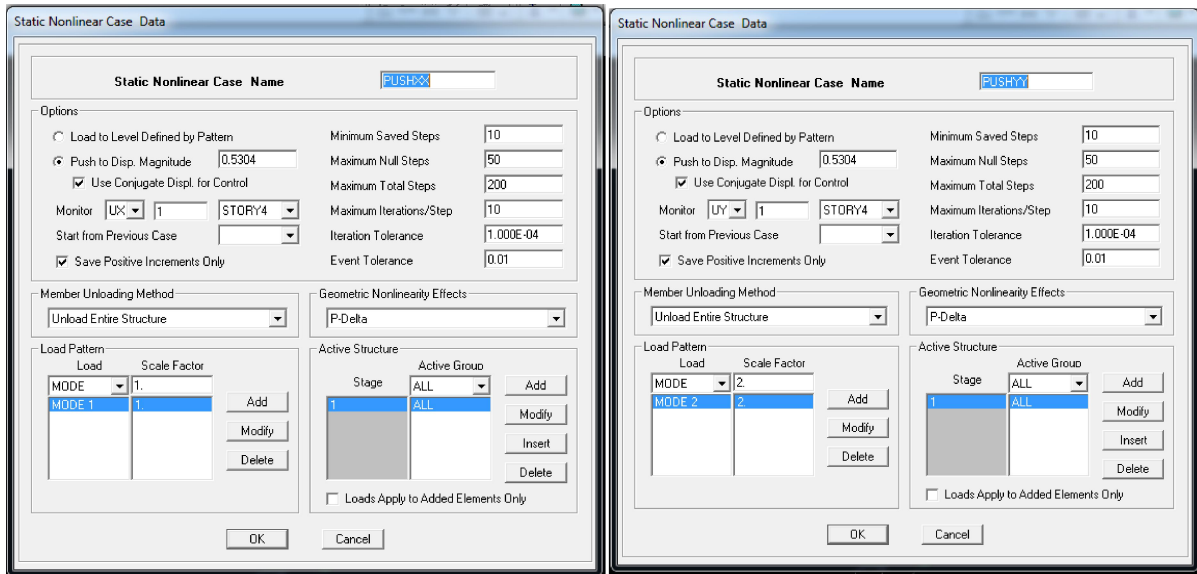 Static Nonlinear Case Data
Static Nonlinear Case Name PUSHXX
Options
Load to Level Defined by Pattern
Push to Disp. Magnitude 0.5304
Use Conjugate Displ. for Control
Monitor UX 1 STORY4
Start from Previous Case
Save Positive Increments Only
Minimum Saved Steps 10
Maximum Null Steps 50
Maximum Total Steps 200
Maximum Iterations/Step 10
Iteration Tolerance 1.000E-04
Event Tolerance 0.01
Member Unloading Method
Unload Entire Structure
Geometric Nonlinearity Effects
P-Delta
Load Pattern
Load Scale Factor
MODE 1.
MODE 1 1.
Add
Modify
Delete
Active Structure
Active Group
Stage ALL
1 ALL
Add
Modify
Insert
Delete
Loads Apply to Added Elements Only
OK Cancel
Static Nonlinear Case Data
Static Nonlinear Case Name PUSHYY
Options
Load to Level Defined by Pattern
Push to Disp. Magnitude 0.5304
Use Conjugate Displ. for Control
Monitor UY 1 STORY4
Start from Previous Case
Save Positive Increments Only
Minimum Saved Steps 10
Maximum Null Steps 50
Maximum Total Steps 200
Maximum Iterations/Step 10
Iteration Tolerance 1.000E-04
Event Tolerance 0.01
Member Unloading Method
Unload Entire Structure
Geometric Nonlinearity Effects
P-Delta
Load Pattern
Load Scale Factor
MODE 2.
MODE 2 2.
Add
Modify
Delete
Active Structure
Active Group
Stage ALL
1 ALL
Add
Modify
Insert
Delete
Loads Apply to Added Elements Only
OK Cancel